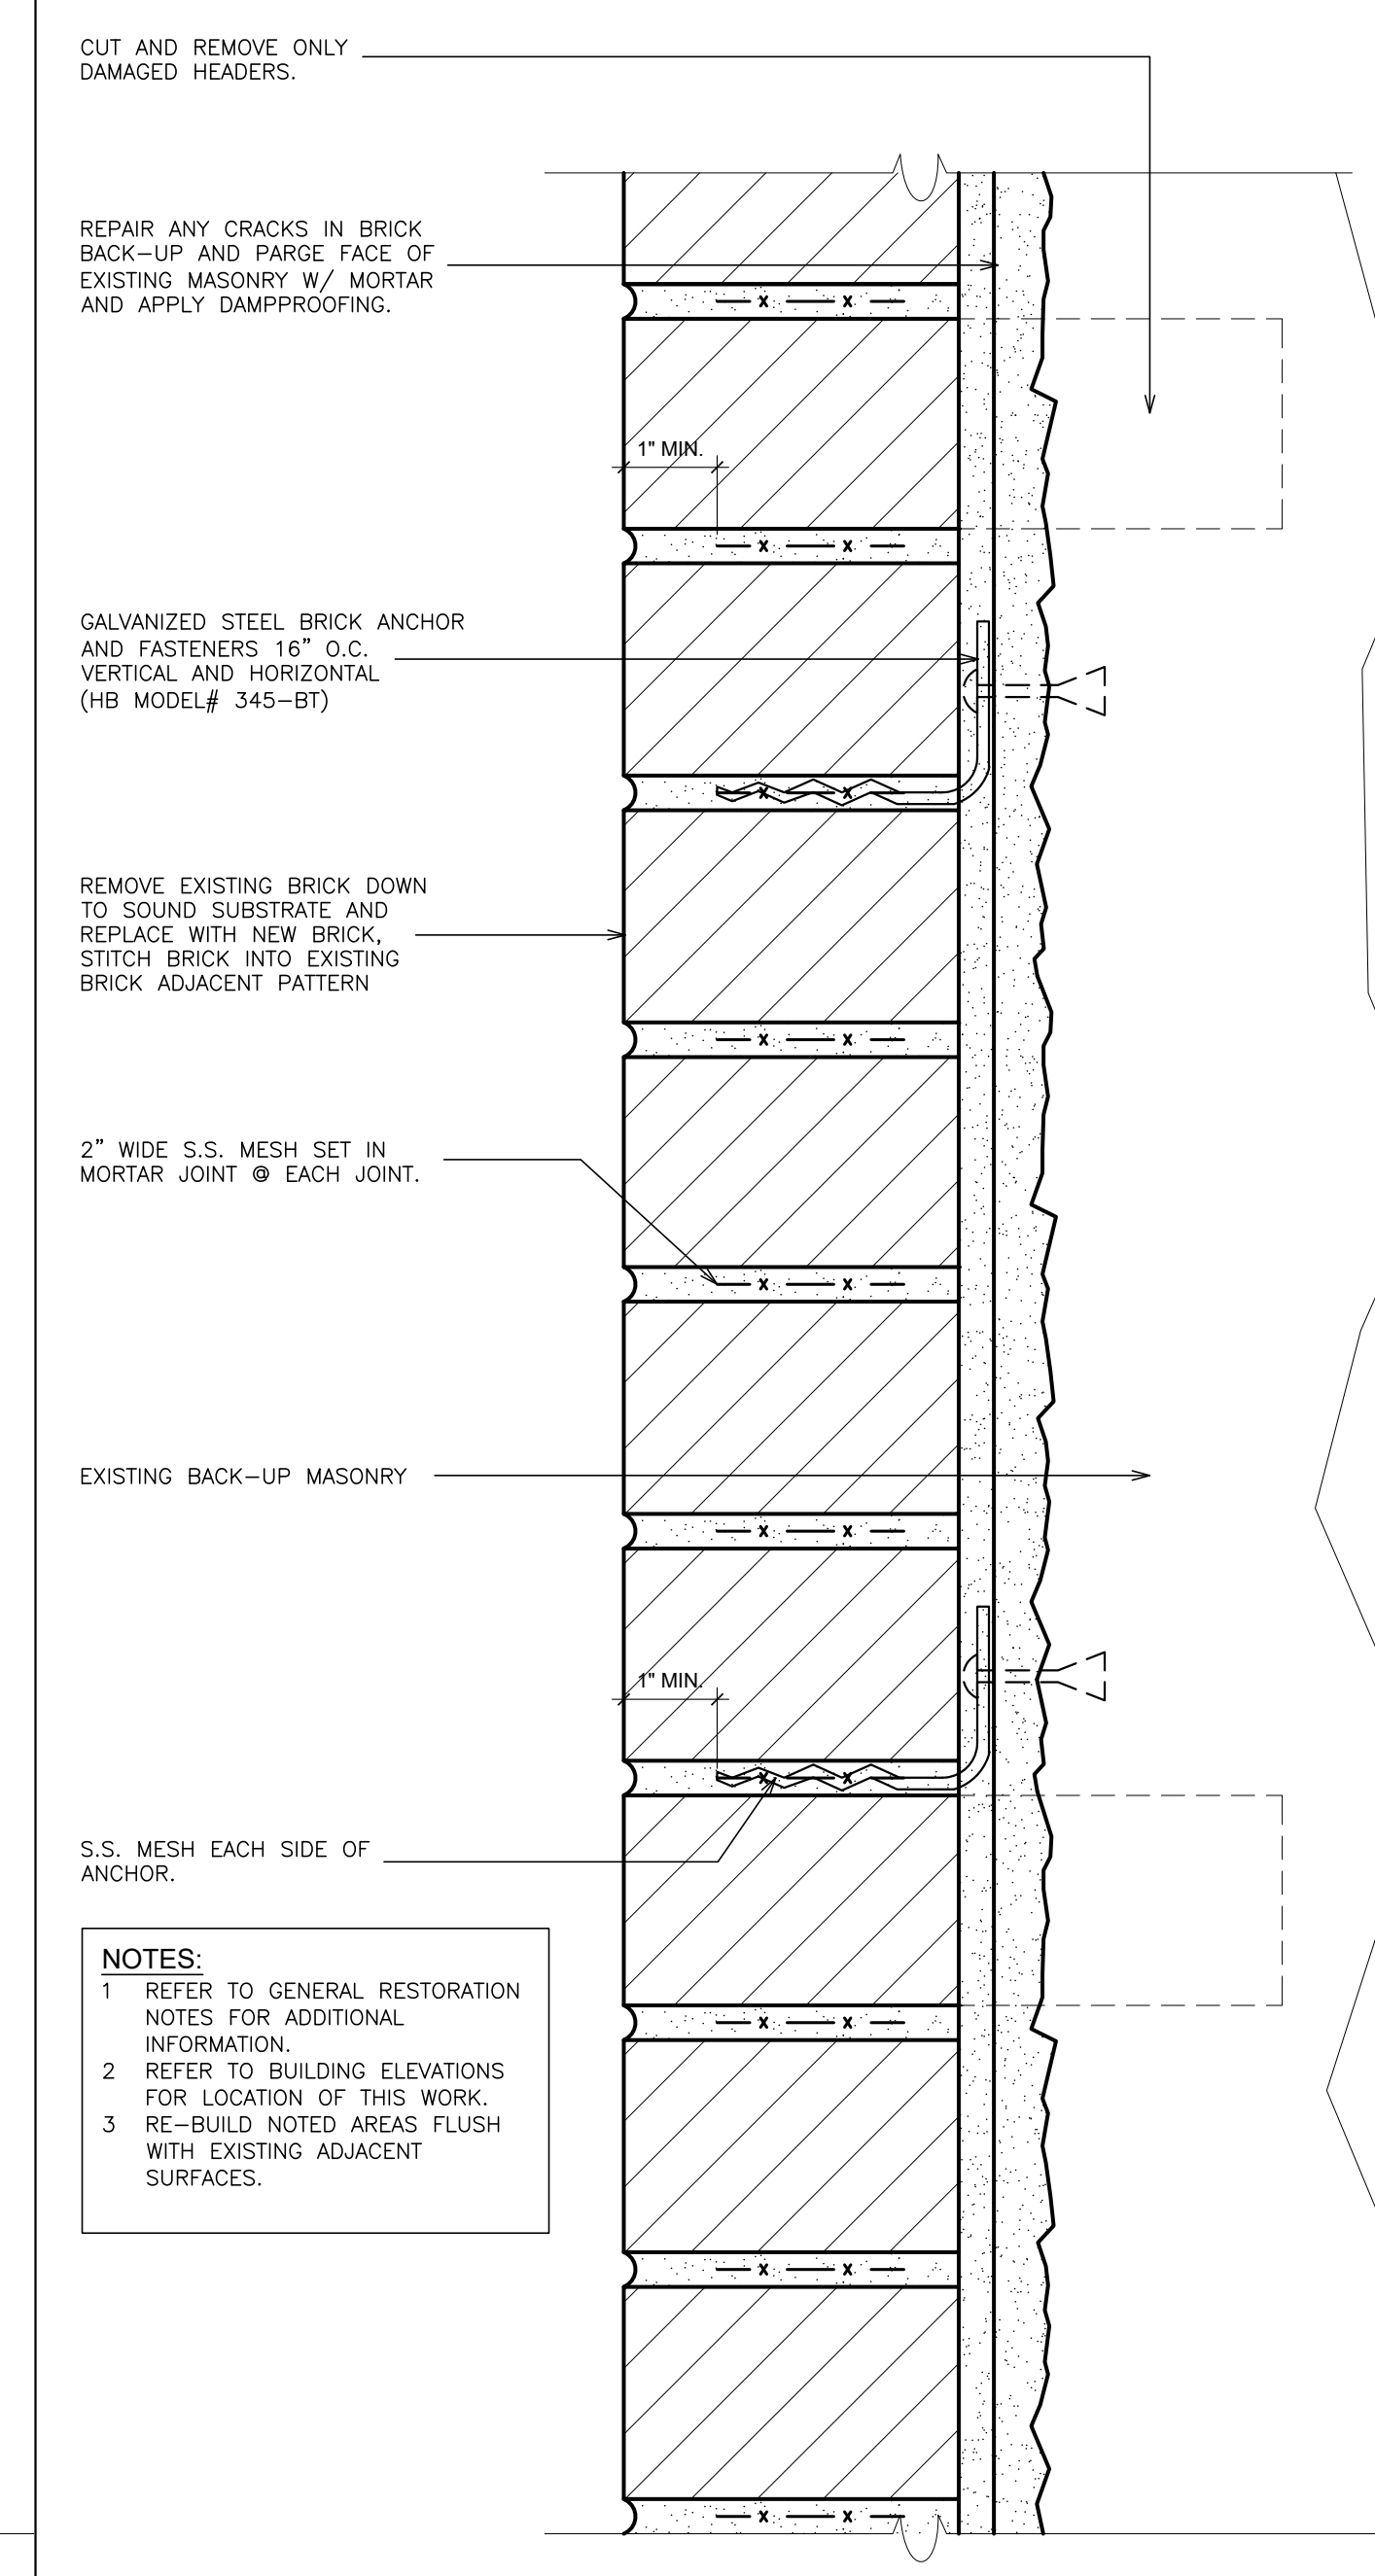 CUT AND REMOVE ONLY
DAMAGED HEADERS.
REPAIR ANY CRACKS IN BRICK
BACK-UP AND PARGE FACE OF
EXISTING MASONRY W/ MORTAR
AND APPLY DAMPPROOFING.
1" MIN.
GALVANIZED STEEL BRICK ANCHOR
AND FASTENERS 16" O.C.
VERTICAL AND HORIZONTAL
(HB MODEL# 345-BT)
REMOVE EXISTING BRICK DOWN
TO SOUND SUBSTRATE AND
REPLACE WITH NEW BRICK,
STITCH BRICK INTO EXISTING
BRICK ADJACENT PATTERN
2" WIDE S.S. MESH SET IN
MORTAR JOINT @ EACH JOINT.
EXISTING BACK-UP MASONRY
1" MIN.
S.S. MESH EACH SIDE OF
ANCHOR.
NOTES:
1 REFER TO GENERAL RESTORATION
NOTES FOR ADDITIONAL
INFORMATION.
2 REFER TO BUILDING ELEVATIONS
FOR LOCATION OF THIS WORK.
3 RE-BUILD NOTED AREAS FLUSH
WITH EXISTING ADJACENT
SURFACES.